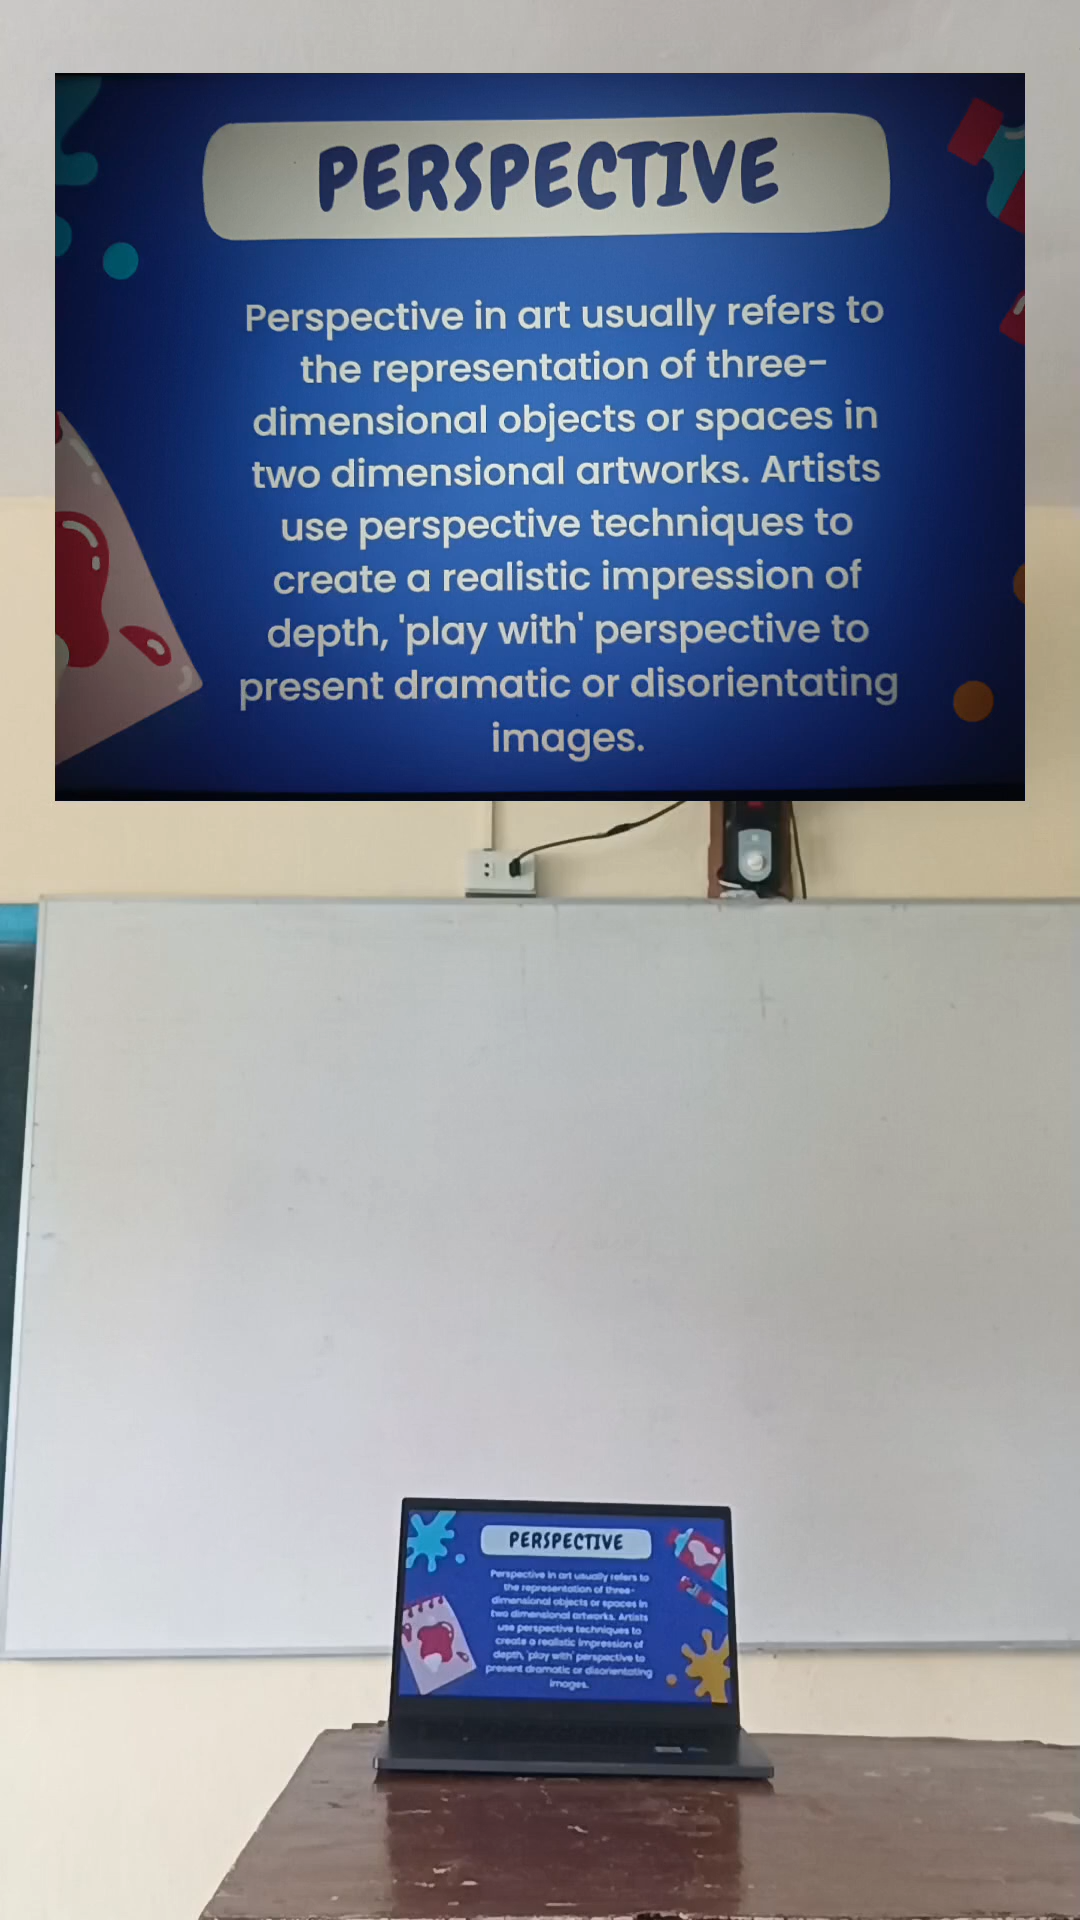 PERSPECTIVE
Perspective in art usually refers to
the representation of three-
dimensional objects or spaces in
two dimensional artworks. Artists
use perspective techniques to
create a realistic impression of
depth, 'play with' perspective to
present dramatic or disorientating
images.
PERSPECTIVE
Perspective in art usually refers to
the representation of three-
dimensional objects or spaces in
two dimensional artworks. Artists
use perspective techniques to
create a realistic impression of
depth, 'play with' perspective to
present dramatic or disorientating
images.